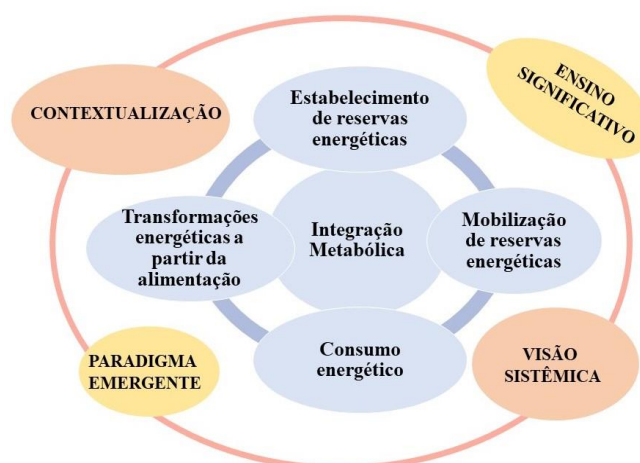 CONTEXTUALIZAÇÃO
ENSINO
SIGNIFICATIVO
Estabelecimento
de reservas
energéticas
Transformações
energéticas a
partir da
alimentação
Integração
Metabólica
Mobilização
de reservas
energéticas
Consumo
energético
PARADIGMA
EMERGENTE
VISÃO
SISTÊMICA